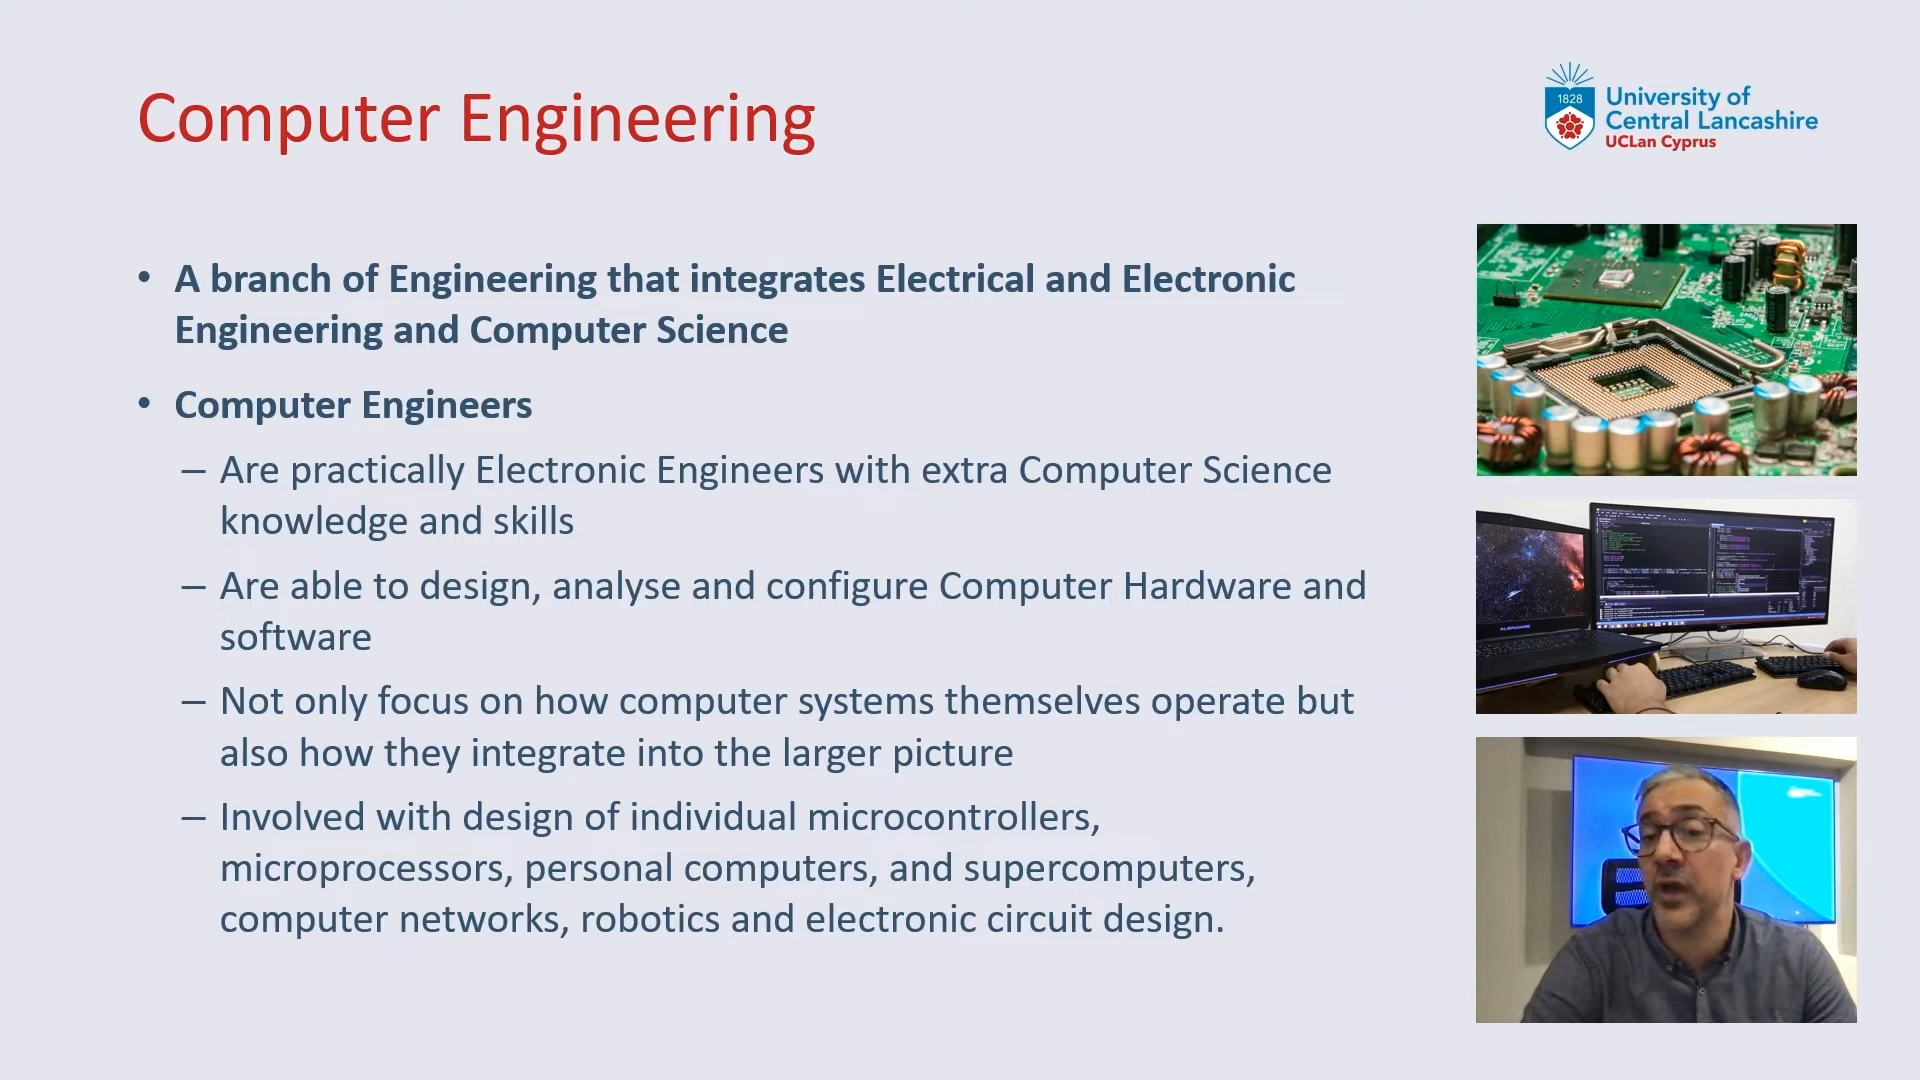 Computer Engineering
1828
University of
Central Lancashire
UCLan Cyprus
• A branch of Engineering that integrates Electrical and Electronic
Engineering and Computer Science
• Computer Engineers
– Are practically Electronic Engineers with extra Computer Science
knowledge and skills
– Are able to design, analyse and configure Computer Hardware and
software
– Not only focus on how computer systems themselves operate but
also how they integrate into the larger picture
– Involved with design of individual microcontrollers,
microprocessors, personal computers, and supercomputers,
computer networks, robotics and electronic circuit design.
ALIENWARE